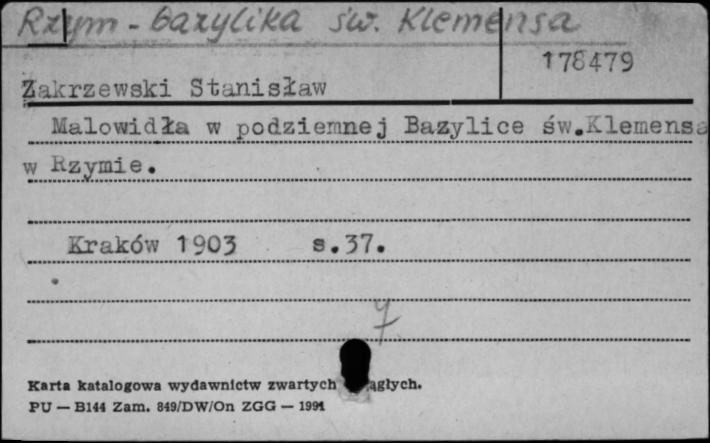 Rzym - bazylika św. Klemensa
178479
Zakrzewski Stanisław
Malowidła w podziemnej Bazylice św.Klemensa
w Rzymie.
Kraków 1903 s.37.
Karta katalogowa wydawnictw zwartych
PU — B144 Zam. 849/DW/On ZGG — 1991